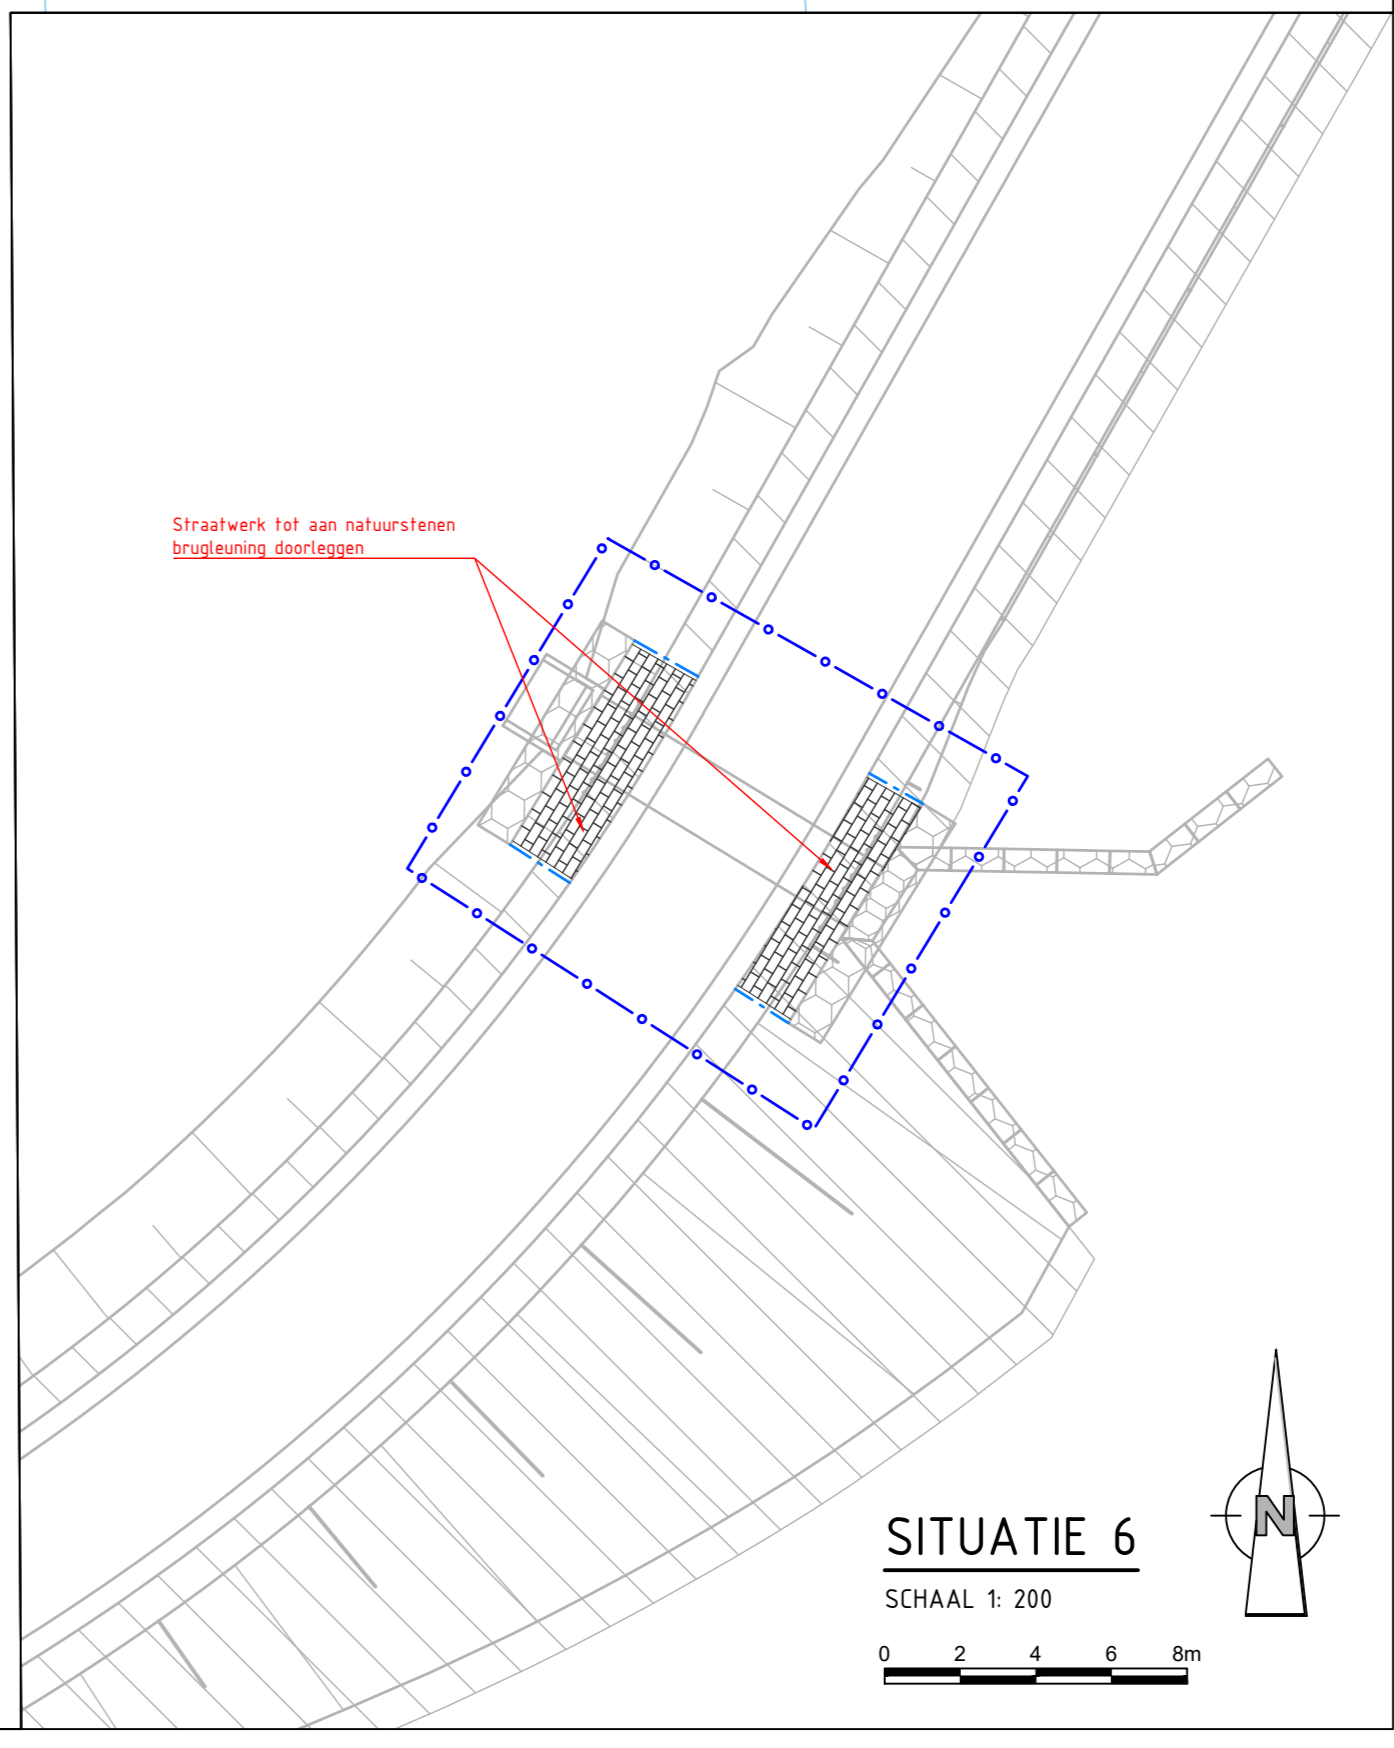 Straatwerk tot aan natuurstenen
brugleuning doorleggen
SITUATIE 6
SCHAAL 1: 200
0 2 4 6 8m
N